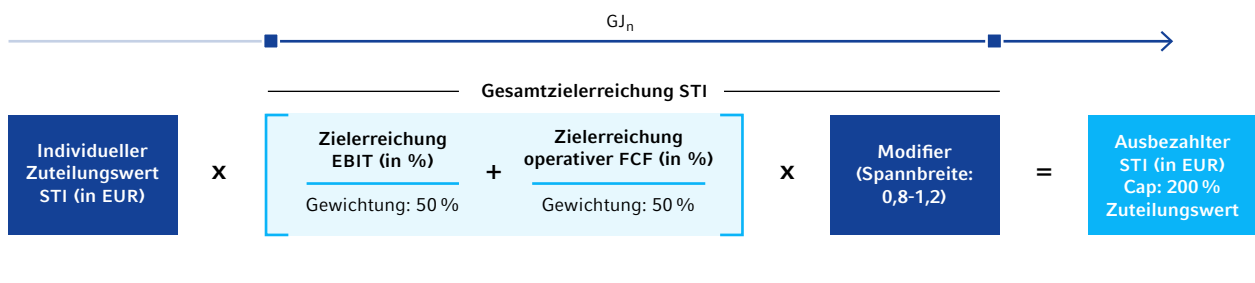 GJn
Gesamtzielerreichung STI
Individueller
Zuteilungswert
STI (in EUR)
x
Zielerreichung
EBIT (in %)
Gewichtung: 50 %
+
Zielerreichung
operativer FCF (in %)
Gewichtung: 50 %
x
Modifier
(Spannbreite:
0,8-1,2)
=
Ausbezahlter
STI (in EUR)
Cap: 200 %
Zuteilungswert